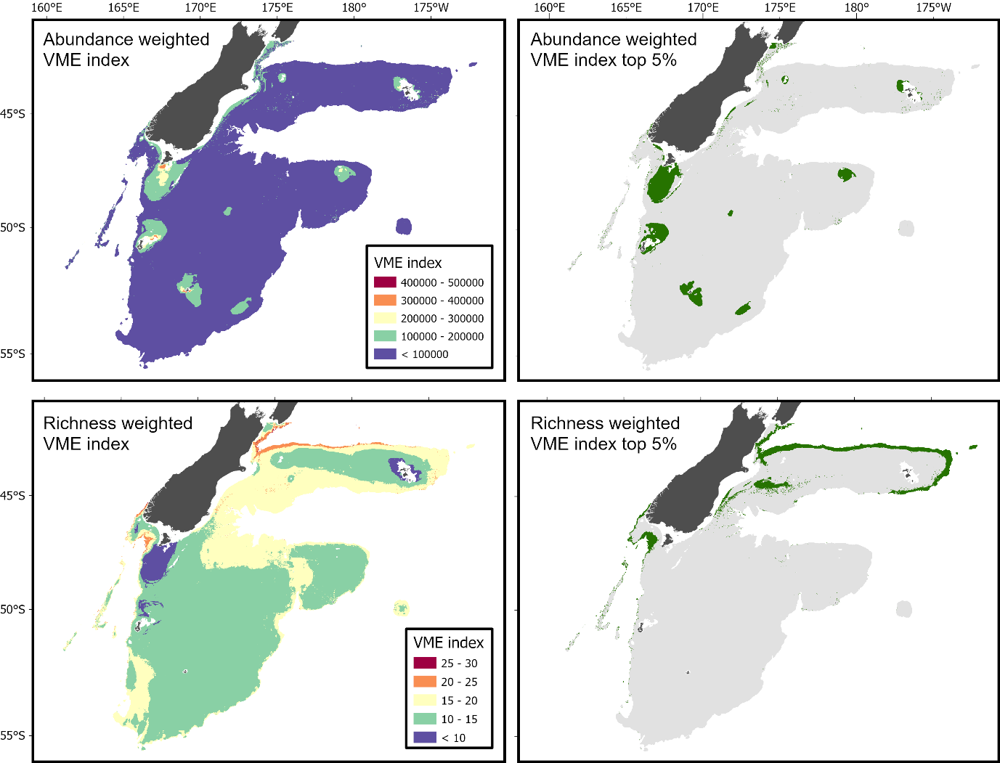 160°E 165°E 170°E 175°E 180° 175°W
160°E 165°E 170°E 175°E 180° 175°W
Abundance weighted
VME index
45°S
50°S
55°S
VME index
400000 - 500000
300000 - 400000
200000 - 300000
100000 - 200000
< 100000
Abundance weighted
VME index top 5%
Richness weighted
VME index
45°S
50°S
55°S
VME index
25 - 30
20 - 25
15 - 20
10 - 15
< 10
Richness weighted
VME index top 5%